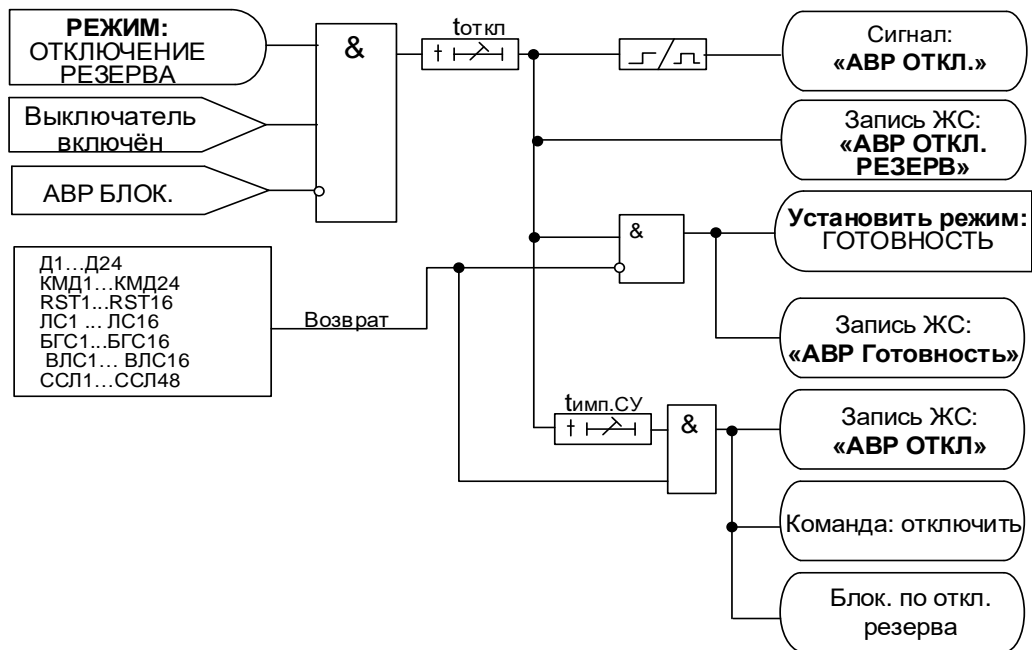 РЕЖИМ:
ОТКЛЮЧЕНИЕ
РЕЗЕРВА
Выключатель
включён
АВР БЛОК.
&
tоткл
Сигнал:
«АВР ОТКЛ.»
Запись ЖС:
«АВР ОТКЛ.
РЕЗЕРВ»
&
Установить режим:
ГОТОВНОСТЬ
Д1...Д24
КМД1...КМД24
RST1...RST16
ЛС1 ... ЛС16
БГС1...БГС16
ВЛС1... ВЛС16
ССЛ1...ССЛ48
Возврат
Запись ЖС:
«АВР Готовность»
tимп.СУ
&
Запись ЖС:
«АВР ОТКЛ»
Команда: отключить
Блок. по откл.
резерва